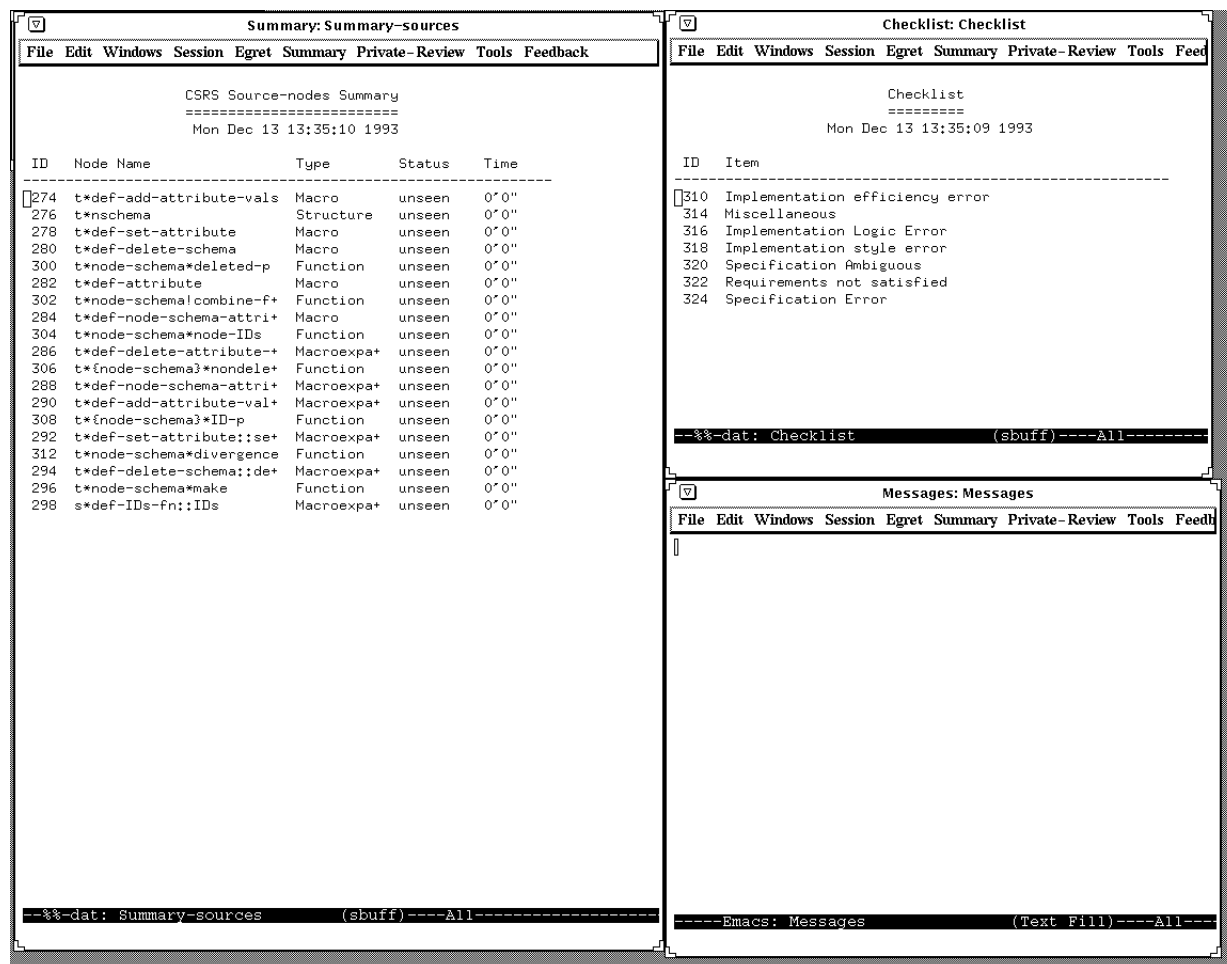 Summary: Summary-sources
File Edit Windows Session Egret Summary Private-Review Tools Feedback
CSRS Source-nodes Summary
=========================
Mon Dec 13 13:35:10 1993
ID Node Name Type Status Time
--------------------------------------------------------------
274 t*def-add-attribute-vals Macro unseen 0'0"
276 t*nschema Structure unseen 0'0"
278 t*def-set-attribute Macro unseen 0'0"
280 t*def-delete-schema Macro unseen 0'0"
300 t*node-schema*deleted-p Function unseen 0'0"
282 t*def-attribute Macro unseen 0'0"
302 t*node-schema!combine-f+ Function unseen 0'0"
284 t*def-node-schema-attri+ Macro unseen 0'0"
304 t*node-schema*node-IDs Function unseen 0'0"
286 t*def-delete-attribute-+ Macroexpa+ unseen 0'0"
306 t*{node-schema}*nondele+ Function unseen 0'0"
288 t*def-node-schema-attri+ Macroexpa+ unseen 0'0"
290 t*def-add-attribute-val+ Macroexpa+ unseen 0'0"
308 t*{node-schema}*ID-p Function unseen 0'0"
292 t*def-set-attribute::se+ Macroexpa+ unseen 0'0"
312 t*node-schema*divergence Function unseen 0'0"
294 t*def-delete-schema::de+ Macroexpa+ unseen 0'0"
296 t*node-schema*make Function unseen 0'0"
298 s*def-IDs-fn::IDs Macroexpa+ unseen 0'0"
--%%-dat: Summary-sources (sbuff)----All--------------------
Checklist: Checklist
File Edit Windows Session Egret Summary Private-Review Tools Feed
Checklist
=========
Mon Dec 13 13:35:09 1993
ID Item
----------------------------------------------------------
310 Implementation efficiency error
314 Miscellaneous
316 Implementation Logic Error
318 Implementation style error
320 Specification Ambiguous
322 Requirements not satisfied
324 Specification Error
--%%-dat: Checklist (sbuff)----All---------
Messages: Messages
File Edit Windows Session Egret Summary Private-Review Tools Feedb
-----Emacs: Messages (Text Fill)----All----